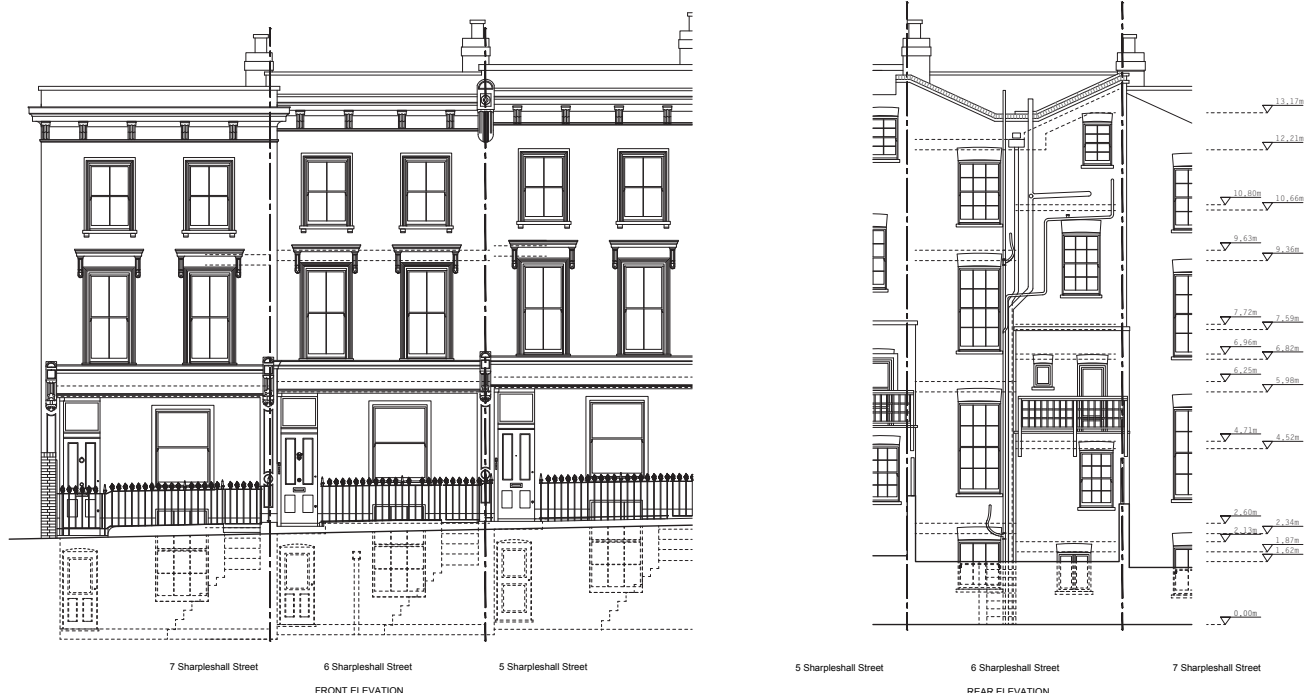 13,17m
12,21m
10,80m
10,66m
9,63m
9,36m
7,72m
7,59m
6,96m
6,82m
6,25m
5,98m
4,71m
4,52m
2,60m
2,34m
2,13m
1,87m
1,62m
0,00m
7 Sharpleshall Street
6 Sharpleshall Street
5 Sharpleshall Street
5 Sharpleshall Street
6 Sharpleshall Street
7 Sharpleshall Street
FRONT ELEVATION
REAR ELEVATION